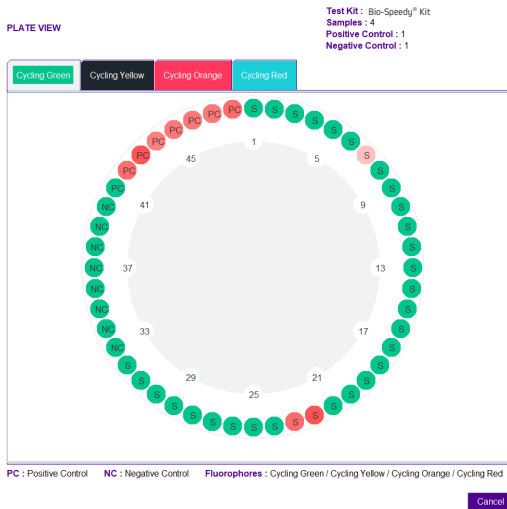 PLATE VIEW
Test Kit : Bio-Speedy® Kit
Samples : 4
Positive Control : 1
Negative Control : 1
Cycling Green Cycling Yellow Cycling Orange Cycling Red
PC S S
PC S
PC S
PC S
PC 1 S
PC 45 5 S
PC S
PC S
NC 41 9 S
NC S
NC S
NC 37 13 S
NC S
NC S
NC 33 17 S
NC S
S S
S 29 21 S
S 25 S
S S
S S
S S
S S S
PC : Positive Control NC : Negative Control Fluorophores : Cycling Green / Cycling Yellow / Cycling Orange / Cycling Red
Cancel